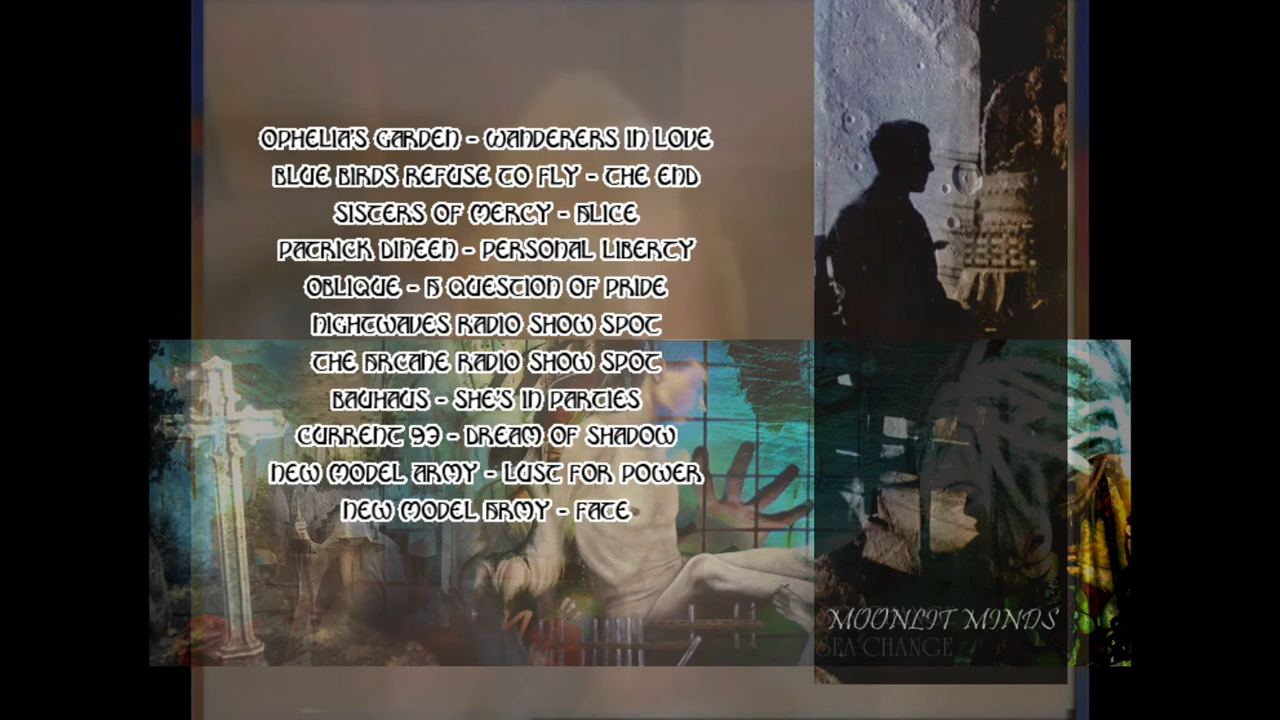 OPHELIA'S GARDEN - WANDERERS IN LOVE
BLUE BIRDS REFUSE TO FLY - THE END
SISTERS OF MERCY - ALICE
PATRICK DINEEN - PERSONAL LIBERTY
OBLIQUE - A QUESTION OF PRIDE
NIGHTWAVES RADIO SHOW SPOT
THE ARCANE RADIO SHOW SPOT
BAUHAUS - SHE'S IN PARTIES
CURRENT 93 - DREAM OF SHADOW
NEW MODEL ARMY - LUST FOR POWER
NEW MODEL ARMY - FATE
MOONLIT MINDS
SEA CHANGE